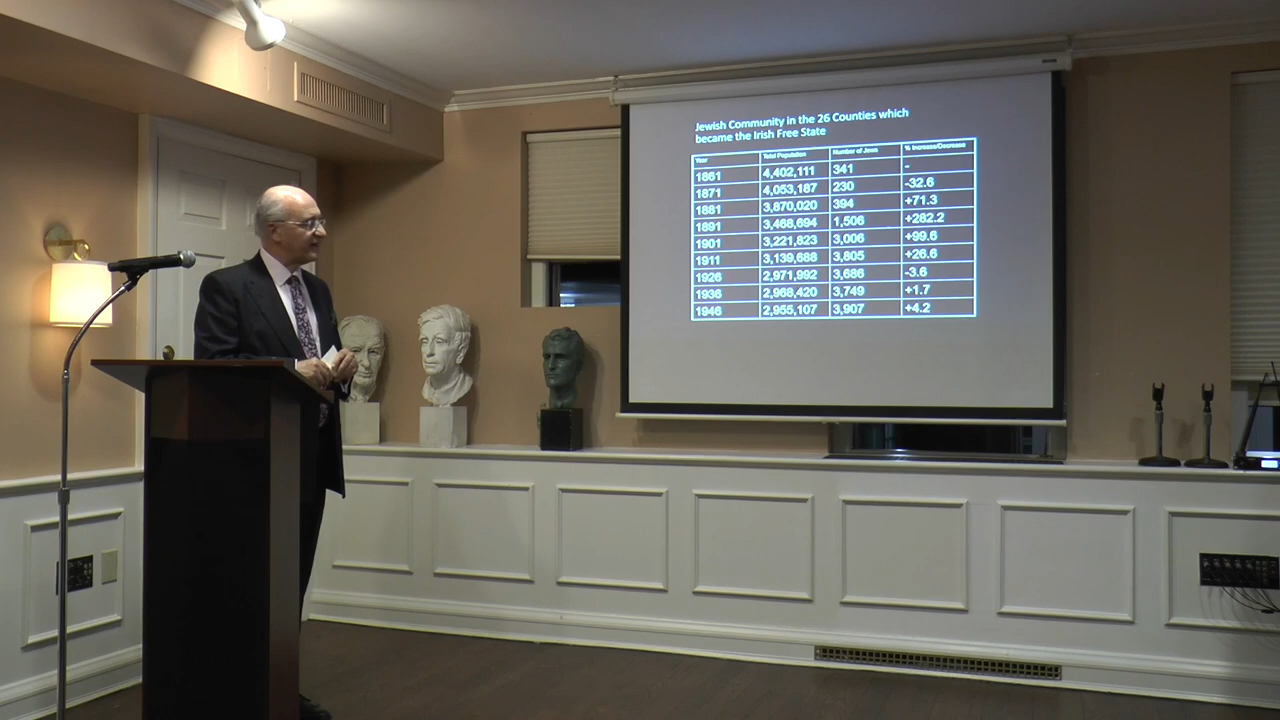 Jewish Community in the 26 Counties which
became the Irish Free State
Year Total Population Number of Jews % Increase/Decrease
1861 4,402,111 341 -
1871 4,053,187 230 -32.6
1881 3,870,020 394 +71.3
1891 3,468,694 1,506 +282.2
1901 3,221,823 3,006 +99.6
1911 3,139,688 3,805 +26.6
1926 2,971,992 3,686 -3.6
1936 2,968,420 3,749 +1.7
1946 2,955,107 3,907 +4.2